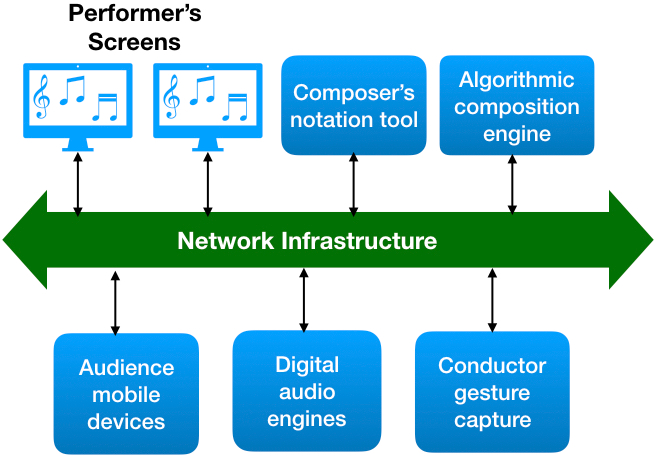 Performer's
Screens
Composer's
notation tool
Algorithmic
composition
engine
Network Infrastructure
Audience
mobile
devices
Digital
audio
engines
Conductor
gesture
capture